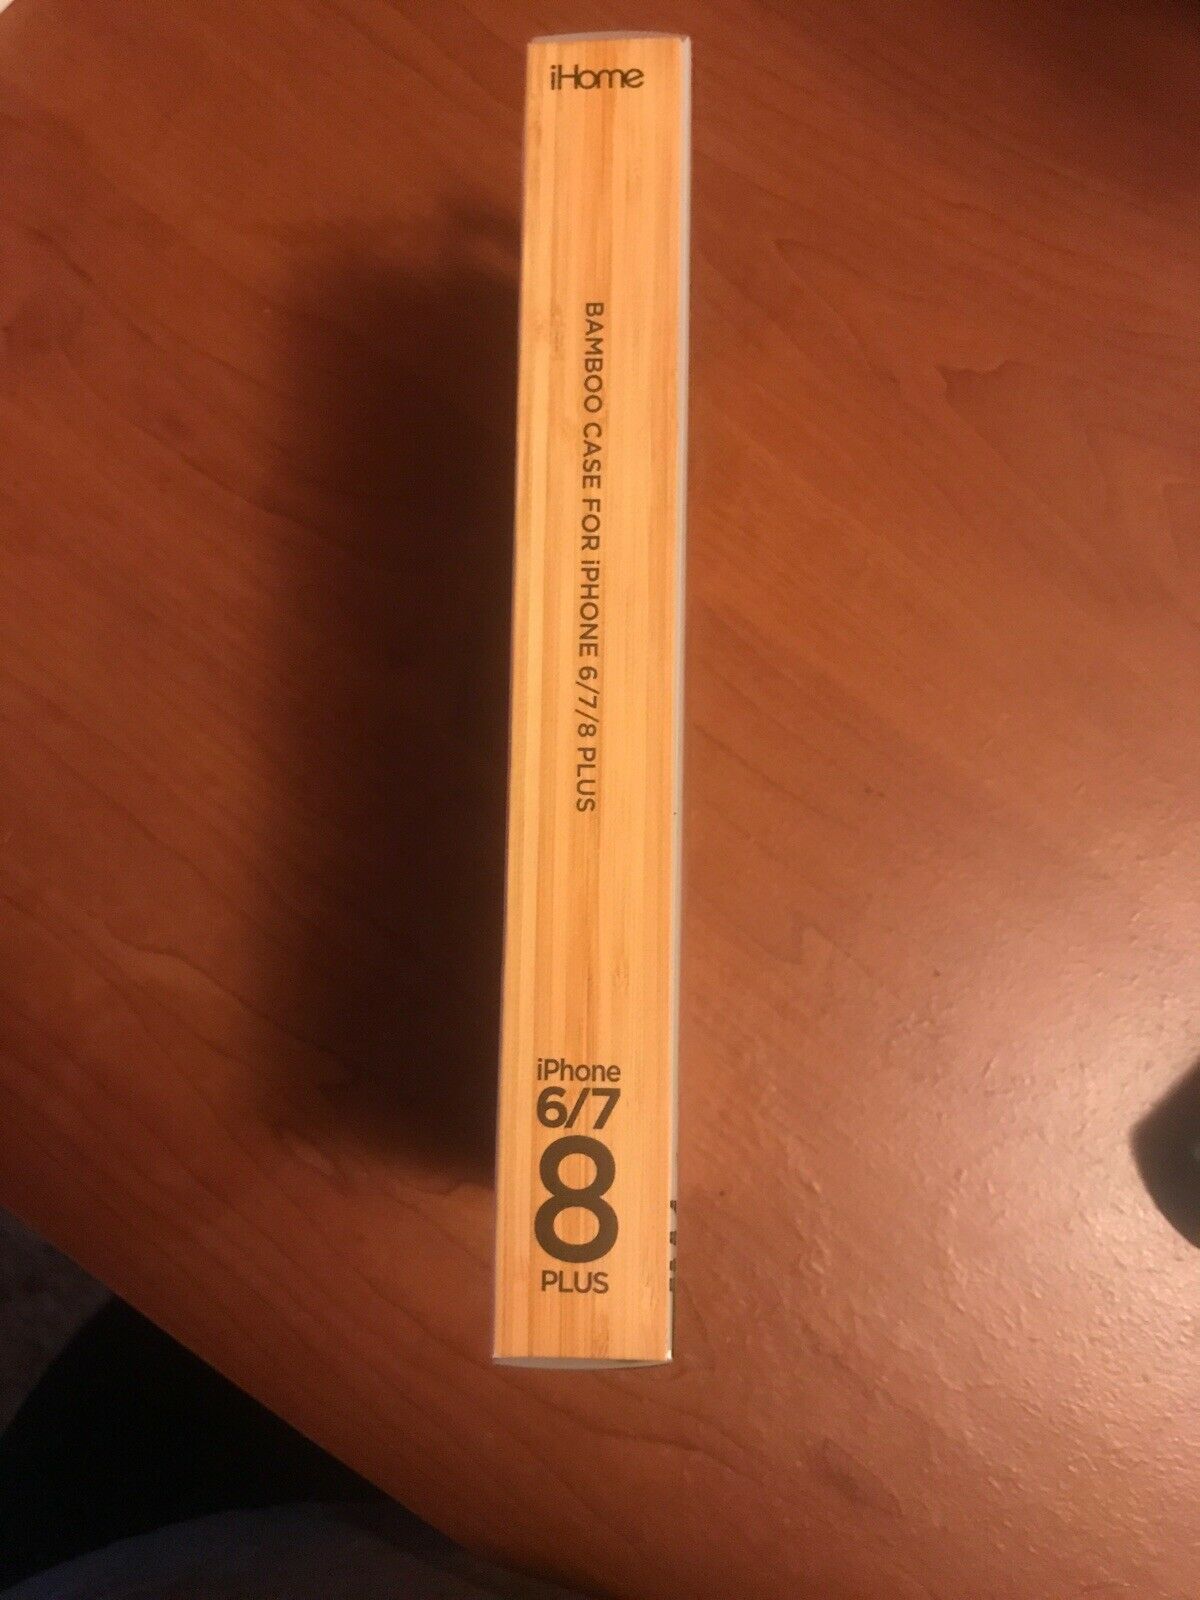 iHome
BAMBOO CASE FOR iPHONE 6/7/8 PLUS
iPhone
6/7
8
PLUS